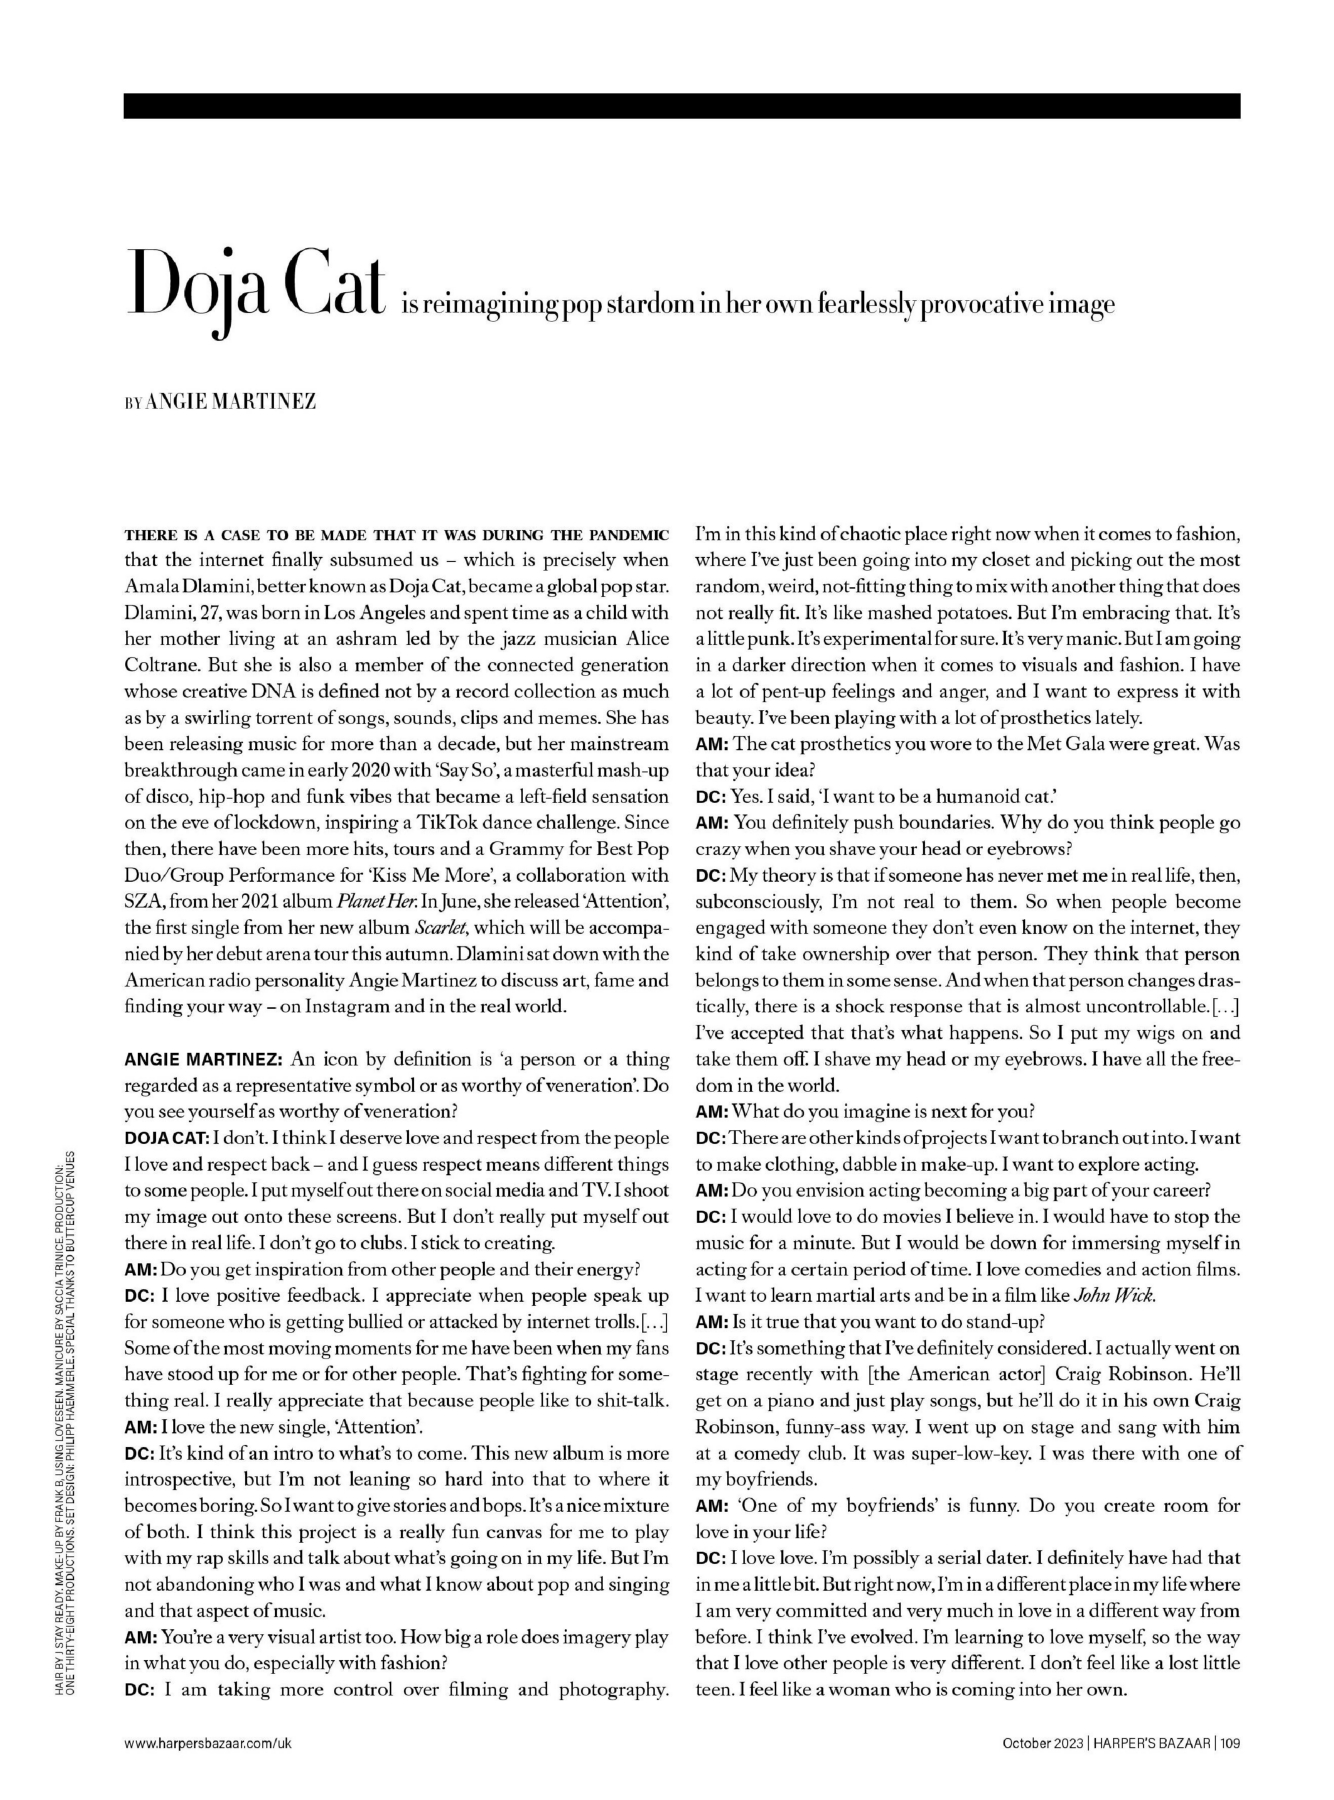 Doja Cat is reimagining pop stardom in her own fearlessly provocative image
BY ANGIE MARTINEZ
THERE IS A CASE TO BE MADE THAT IT WAS DURING THE PANDEMIC
that the internet finally subsumed us – which is precisely when
Amala Dlamini, better known as Doja Cat, became a global pop star.
Dlamini, 27, was born in Los Angeles and spent time as a child with
her mother living at an ashram led by the jazz musician Alice
Coltrane. But she is also a member of the connected generation
whose creative DNA is defined not by a record collection as much
as by a swirling torrent of songs, sounds, clips and memes. She has
been releasing music for more than a decade, but her mainstream
breakthrough came in early 2020 with ‘Say So’, a masterful mash-up
of disco, hip-hop and funk vibes that became a left-field sensation
on the eve of lockdown, inspiring a TikTok dance challenge. Since
then, there have been more hits, tours and a Grammy for Best Pop
Duo/Group Performance for ‘Kiss Me More’, a collaboration with
SZA, from her 2021 album Planet Her. In June, she released ‘Attention’,
the first single from her new album Scarlet, which will be accompa-
nied by her debut arena tour this autumn. Dlamini sat down with the
American radio personality Angie Martinez to discuss art, fame and
finding your way – on Instagram and in the real world.
ANGIE MARTINEZ: An icon by definition is ‘a person or a thing
regarded as a representative symbol or as worthy of veneration’. Do
you see yourself as worthy of veneration?
DOJA CAT: I don’t. I think I deserve love and respect from the people
I love and respect back – and I guess respect means different things
to some people. I put myself out there on social media and TV. I shoot
my image out onto these screens. But I don’t really put myself out
there in real life. I don’t go to clubs. I stick to creating.
AM: Do you get inspiration from other people and their energy?
DC: I love positive feedback. I appreciate when people speak up
for someone who is getting bullied or attacked by internet trolls.[…]
Some of the most moving moments for me have been when my fans
have stood up for me or for other people. That’s fighting for some-
thing real. I really appreciate that because people like to shit-talk.
AM: I love the new single, ‘Attention’.
DC: It’s kind of an intro to what’s to come. This new album is more
introspective, but I’m not leaning so hard into that to where it
becomes boring. So I want to give stories and bops. It’s a nice mixture
of both. I think this project is a really fun canvas for me to play
with my rap skills and talk about what’s going on in my life. But I’m
not abandoning who I was and what I know about pop and singing
and that aspect of music.
AM: You’re a very visual artist too. How big a role does imagery play
in what you do, especially with fashion?
DC: I am taking more control over filming and photography.
I’m in this kind of chaotic place right now when it comes to fashion,
where I’ve just been going into my closet and picking out the most
random, weird, not-fitting thing to mix with another thing that does
not really fit. It’s like mashed potatoes. But I’m embracing that. It’s
a little punk. It’s experimental for sure. It’s very manic. But I am going
in a darker direction when it comes to visuals and fashion. I have
a lot of pent-up feelings and anger, and I want to express it with
beauty. I’ve been playing with a lot of prosthetics lately.
AM: The cat prosthetics you wore to the Met Gala were great. Was
that your idea?
DC: Yes. I said, ‘I want to be a humanoid cat.’
AM: You definitely push boundaries. Why do you think people go
crazy when you shave your head or eyebrows?
DC: My theory is that if someone has never met me in real life, then,
subconsciously, I’m not real to them. So when people become
engaged with someone they don’t even know on the internet, they
kind of take ownership over that person. They think that person
belongs to them in some sense. And when that person changes dras-
tically, there is a shock response that is almost uncontrollable.[…]
I’ve accepted that that’s what happens. So I put my wigs on and
take them off. I shave my head or my eyebrows. I have all the free-
dom in the world.
AM: What do you imagine is next for you?
DC: There are other kinds of projects I want to branch out into. I want
to make clothing, dabble in make-up. I want to explore acting.
AM: Do you envision acting becoming a big part of your career?
DC: I would love to do movies I believe in. I would have to stop the
music for a minute. But I would be down for immersing myself in
acting for a certain period of time. I love comedies and action films.
I want to learn martial arts and be in a film like John Wick.
AM: Is it true that you want to do stand-up?
DC: It’s something that I’ve definitely considered. I actually went on
stage recently with [the American actor] Craig Robinson. He’ll
get on a piano and just play songs, but he’ll do it in his own Craig
Robinson, funny-ass way. I went up on stage and sang with him
at a comedy club. It was super-low-key. I was there with one of
my boyfriends.
AM: ‘One of my boyfriends’ is funny. Do you create room for
love in your life?
DC: I love love. I’m possibly a serial dater. I definitely have had that
in me a little bit. But right now, I’m in a different place in my life where
I am very committed and very much in love in a different way from
before. I think I’ve evolved. I’m learning to love myself, so the way
that I love other people is very different. I don’t feel like a lost little
teen. I feel like a woman who is coming into her own.
HAIR BY J STAY READY. MAKE-UP BY FRANK B, USING LOVESEEN. MANICURE BY SACCIA TRINICE. PRODUCTION:
ONE THIRTY-EIGHT PRODUCTIONS. SET DESIGN: PHILIPP HAEMMERLE. SPECIAL THANKS TO BUTTERCUP VENUES
www.harpersbazaar.com/uk
October 2023 | HARPER’S BAZAAR | 109